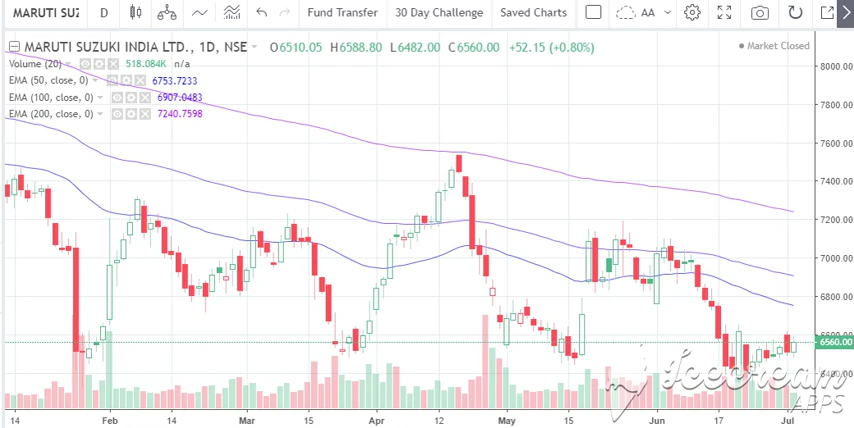 MARUTI SUZ D Fund Transfer 30 Day Challenge Saved Charts AA
MARUTI SUZUKI INDIA LTD., 1D, NSE O6510.05 H6588.80 L6482.00 C6560.00 +52.15 (+0.80%) Market Closed
Volume (20) 518.084K n/a
EMA (50, close, 0) 6753.7233
EMA (100, close, 0) 6907.0483
EMA (200, close, 0) 7240.7598
8000.00
7800.00
7600.00
7400.00
7200.00
7000.00
6800.00
6600.00
6560.00
6400.00
Icecream
APPS
14 Feb 14 Mar 14 Apr 12 May 15 Jun 17 Jul